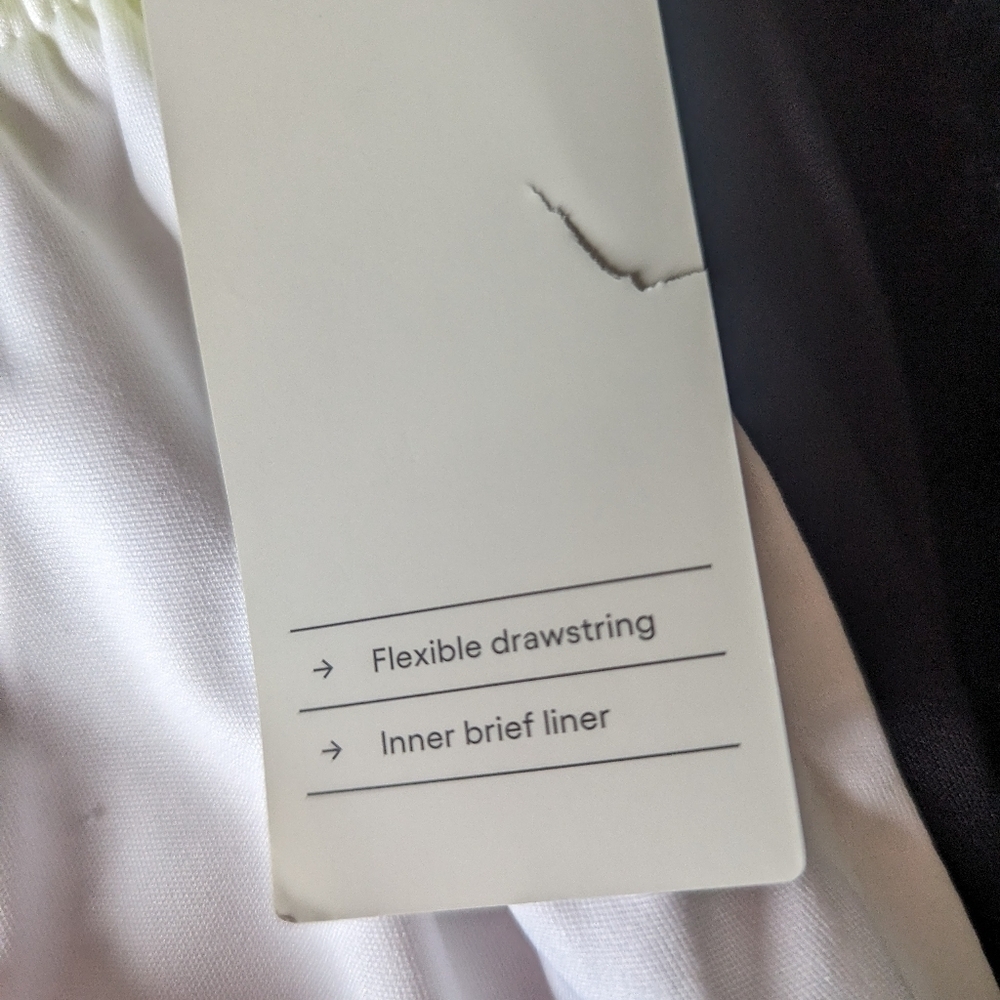 → Flexible drawstring
→ Inner brief liner